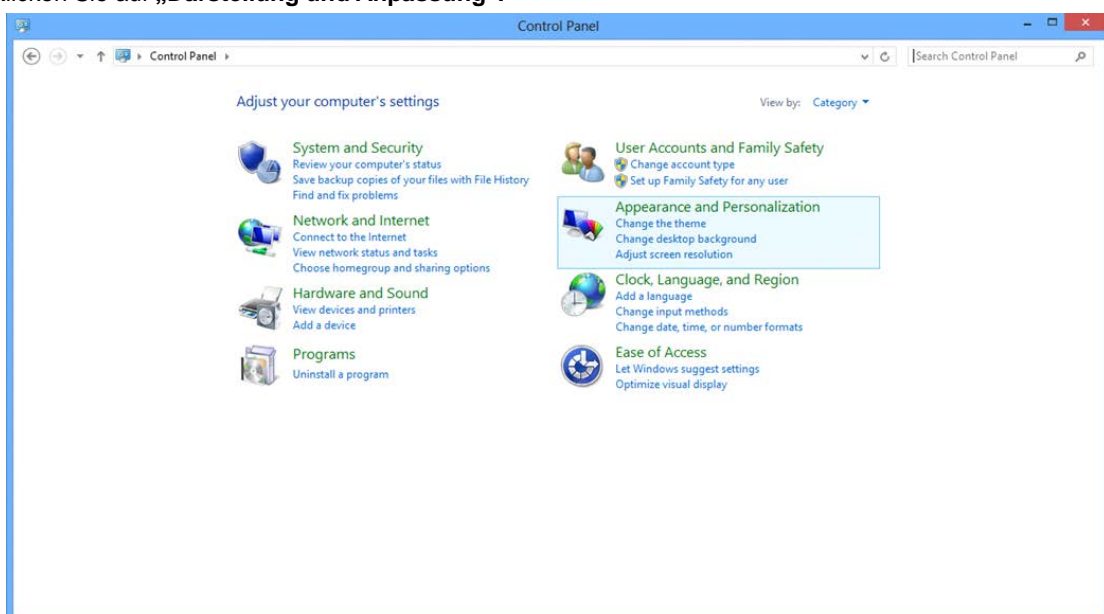 klicken Sie auf „Darstellung und Anpassung“.
Control Panel
Control Panel
Search Control Panel
Adjust your computer's settings
View by: Category
System and Security
Review your computer's status
Save backup copies of your files with File History
Find and fix problems
Network and Internet
Connect to the Internet
View network status and tasks
Choose homegroup and sharing options
Hardware and Sound
View devices and printers
Add a device
Programs
Uninstall a program
User Accounts and Family Safety
Change account type
Set up Family Safety for any user
Appearance and Personalization
Change the theme
Change desktop background
Adjust screen resolution
Clock, Language, and Region
Add a language
Change input methods
Change date, time, or number formats
Ease of Access
Let Windows suggest settings
Optimize visual display